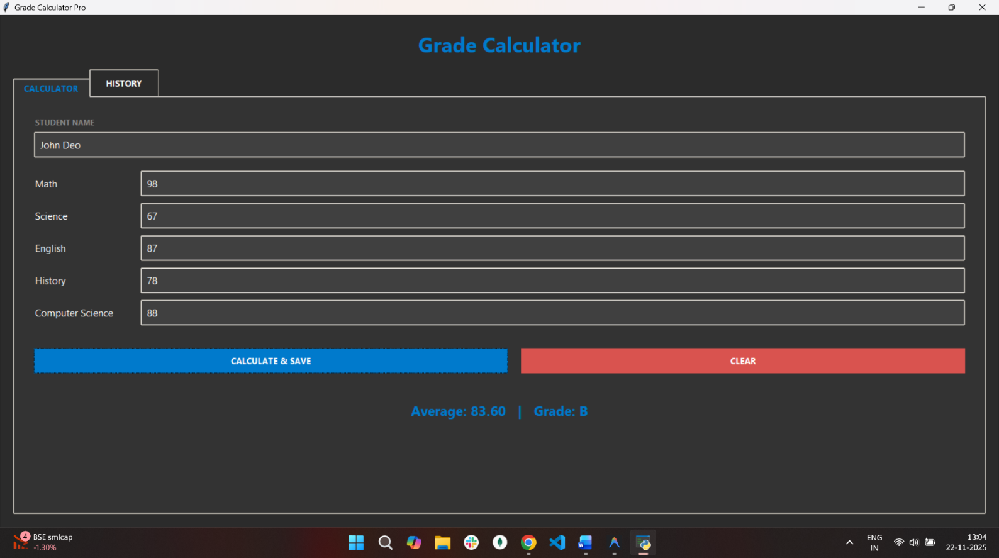 Grade Calculator Pro
Grade Calculator
CALCULATOR
HISTORY
STUDENT NAME
John Deo
Math
98
Science
67
English
87
History
78
Computer Science
88
CALCULATE & SAVE
CLEAR
Average: 83.60 | Grade: B
4
BSE smlcap
-1.30%
ENG
IN
13:04
22-11-2025